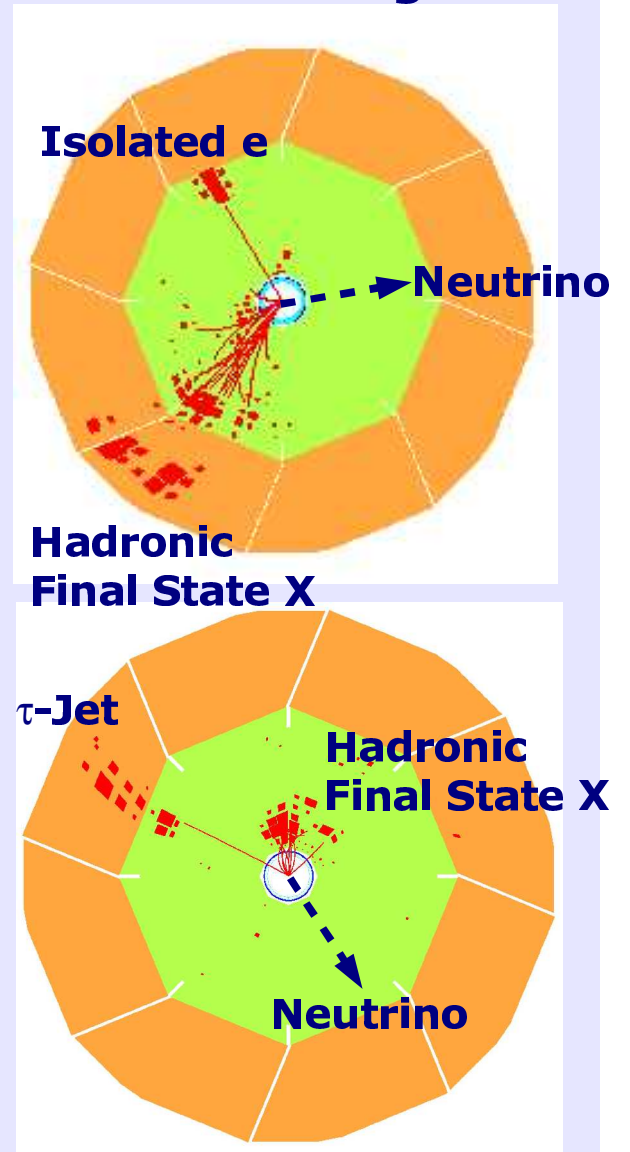 Isolated e
Neutrino
Hadronic
Final State X
τ-Jet
Hadronic
Final State X
Neutrino